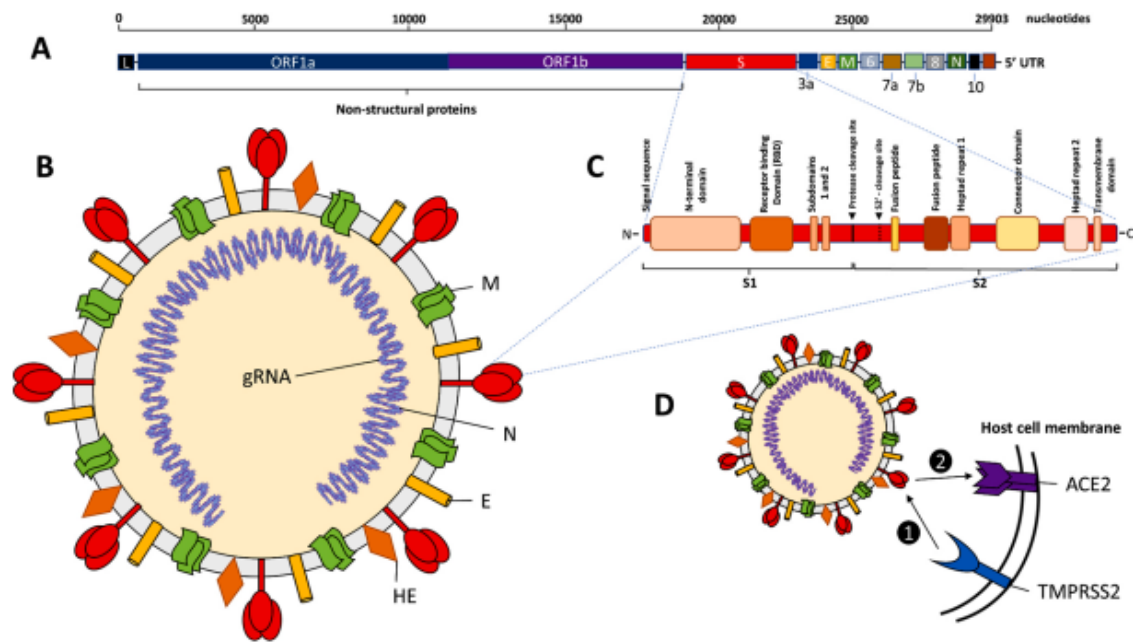 0 5000 10000 15000 20000 25000 29903 nucleotides
A
L ORF1a ORF1b S E M 6 8 N 5' UTR
3a 7a 7b 10
Non-structural proteins
B
M
gRNA
N
E
HE
C
Signal sequence
N-terminal
domain
Receptor binding
Domain (RBD)
Subdomains
1 and 2
Protease cleavage site
S2' - cleavage site
Fusion peptide
Fusion peptide
Heptad repeat 1
Connector domain
Heptad repeat 2
Transmembrane
domain
N C
S1 S2
D
Host cell membrane
2
ACE2
1
TMPRSS2